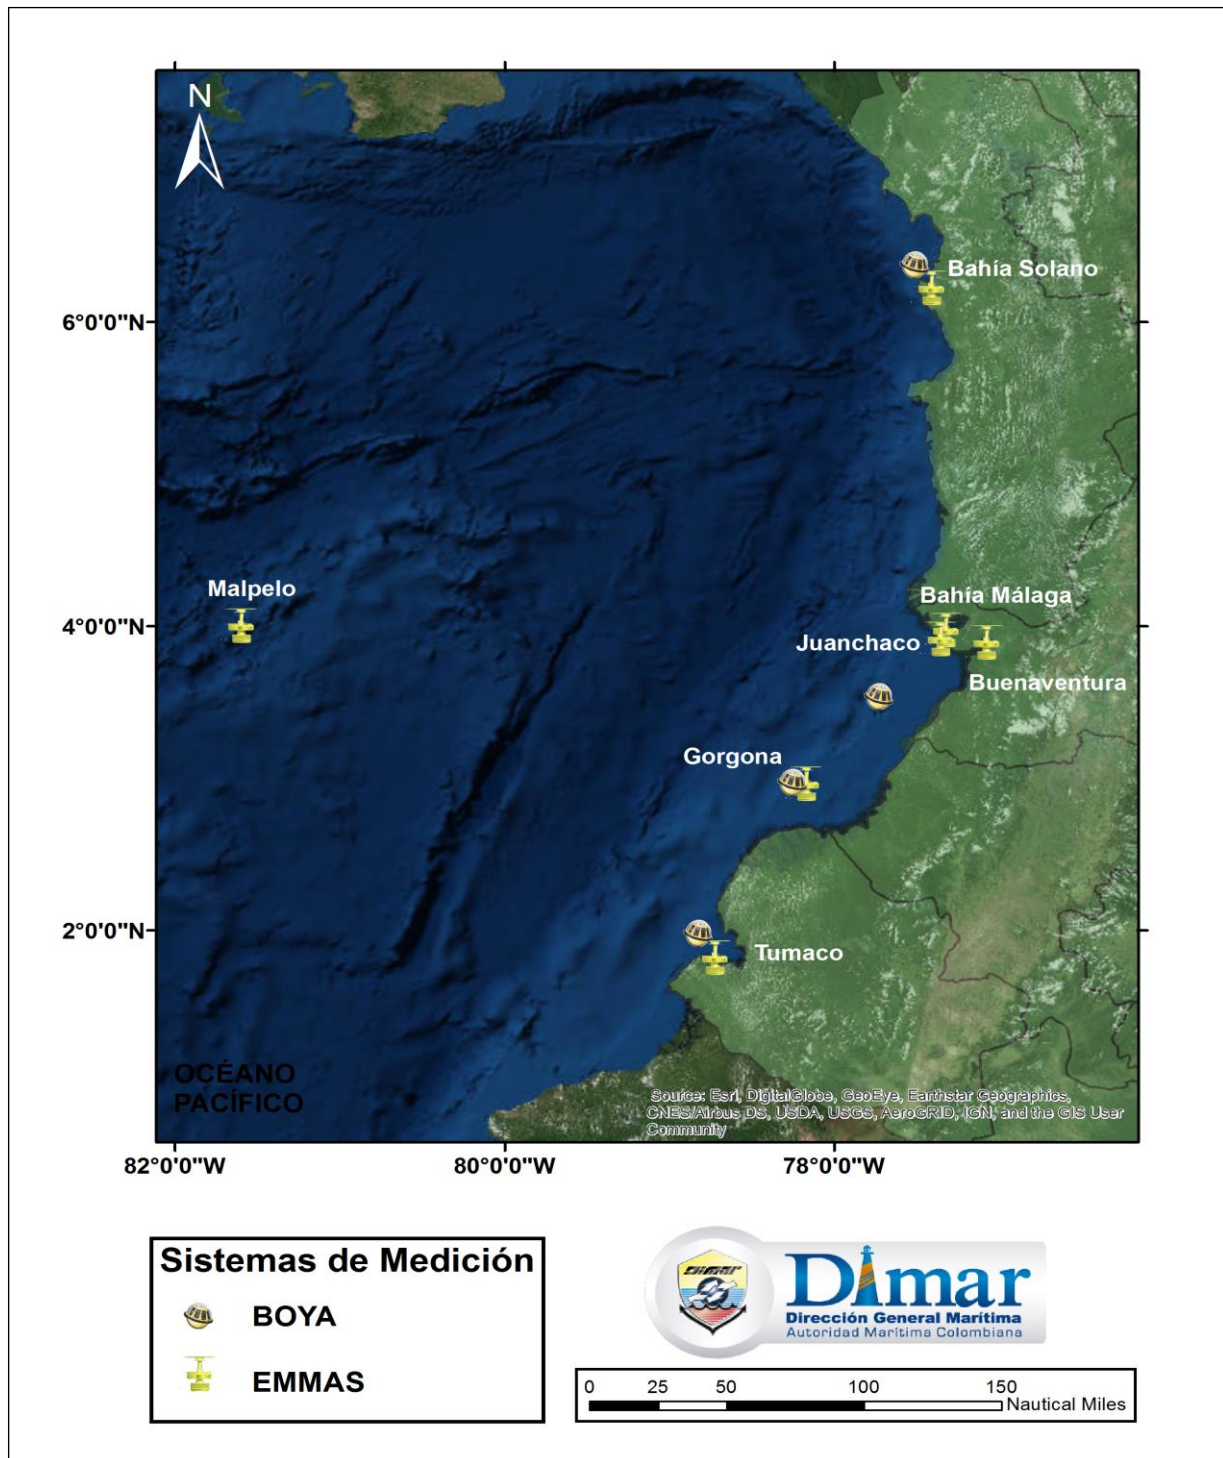 N
Bahía Solano
6°0'0"N
Malpelo
Bahía Málaga
4°0'0"N
Juanchaco
Buenaventura
Gorgona
2°0'0"N
Tumaco
OCÉANO
PACÍFICO
Source: Esri, DigitalGlobe, GeoEye, Earthstar Geographics,
CNES/Airbus DS, USDA, USGS, AeroGRID, IGN, and the GIS User
Community
82°0'0"W
80°0'0"W
78°0'0"W
Sistemas de Medición
BOYA
EMMAS
Dimar
Dirección General Marítima
Autoridad Marítima Colombiana
0 25 50 100 150
Nautical Miles